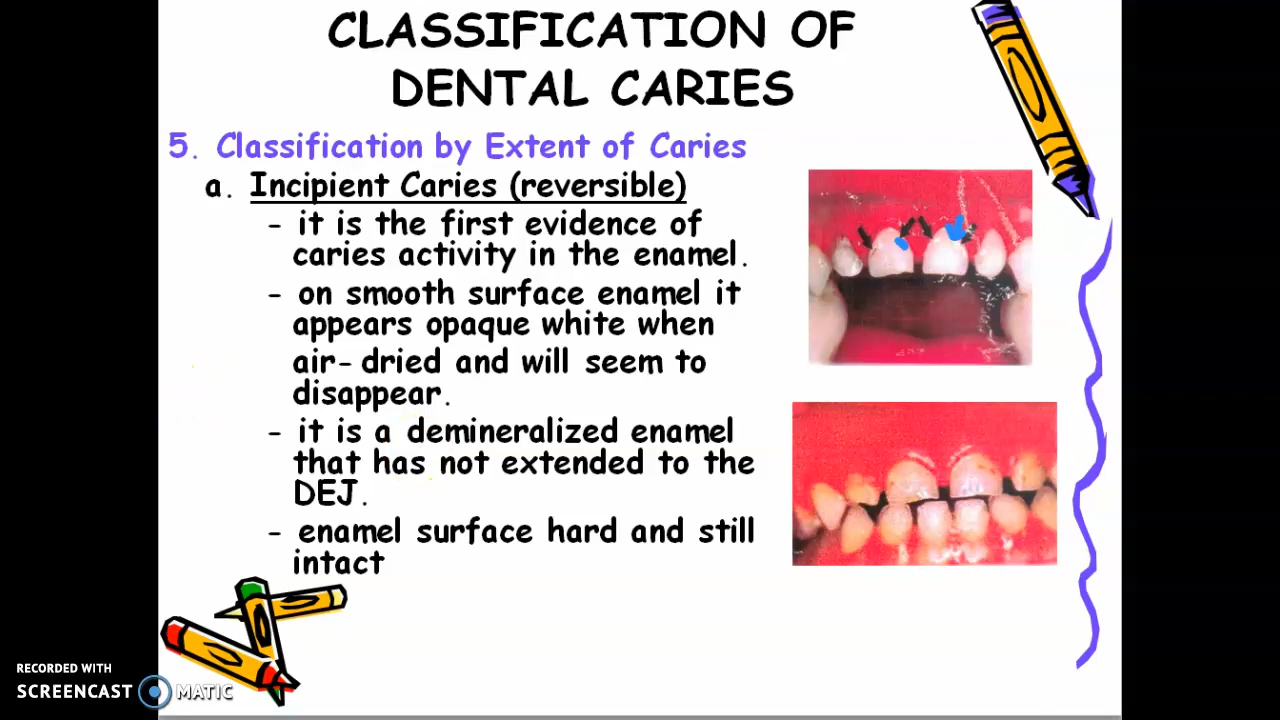 CLASSIFICATION OF
DENTAL CARIES
5. Classification by Extent of Caries
a. Incipient Caries (reversible)
- it is the first evidence of
caries activity in the enamel.
- on smooth surface enamel it
appears opaque white when
air-dried and will seem to
disappear.
- it is a demineralized enamel
that has not extended to the
DEJ.
- enamel surface hard and still
intact
RECORDED WITH
SCREENCAST MATIC